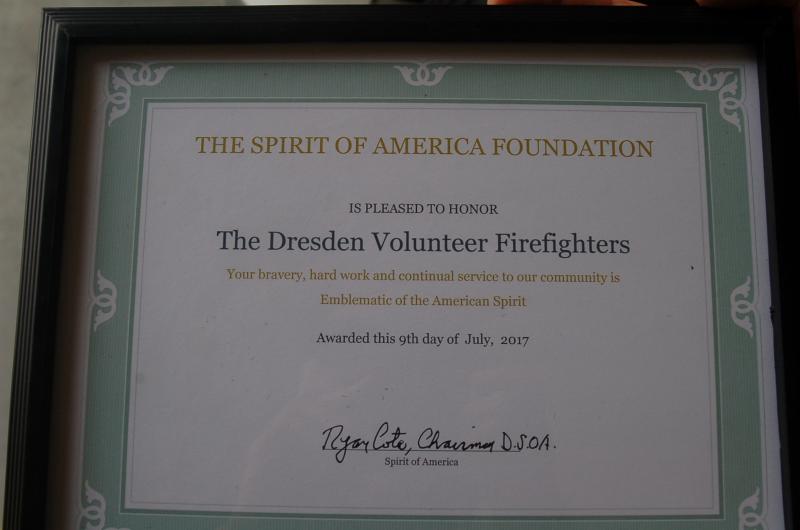 THE SPIRIT OF AMERICA FOUNDATION
IS PLEASED TO HONOR
The Dresden Volunteer Firefighters
Your bravery, hard work and continual service to our community is
Emblematic of the American Spirit
Awarded this 9th day of July, 2017
Ryan Cote, Chairman D.S.O.A.
Spirit of America